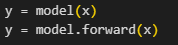 y = model(x)
y = model.forward(x)